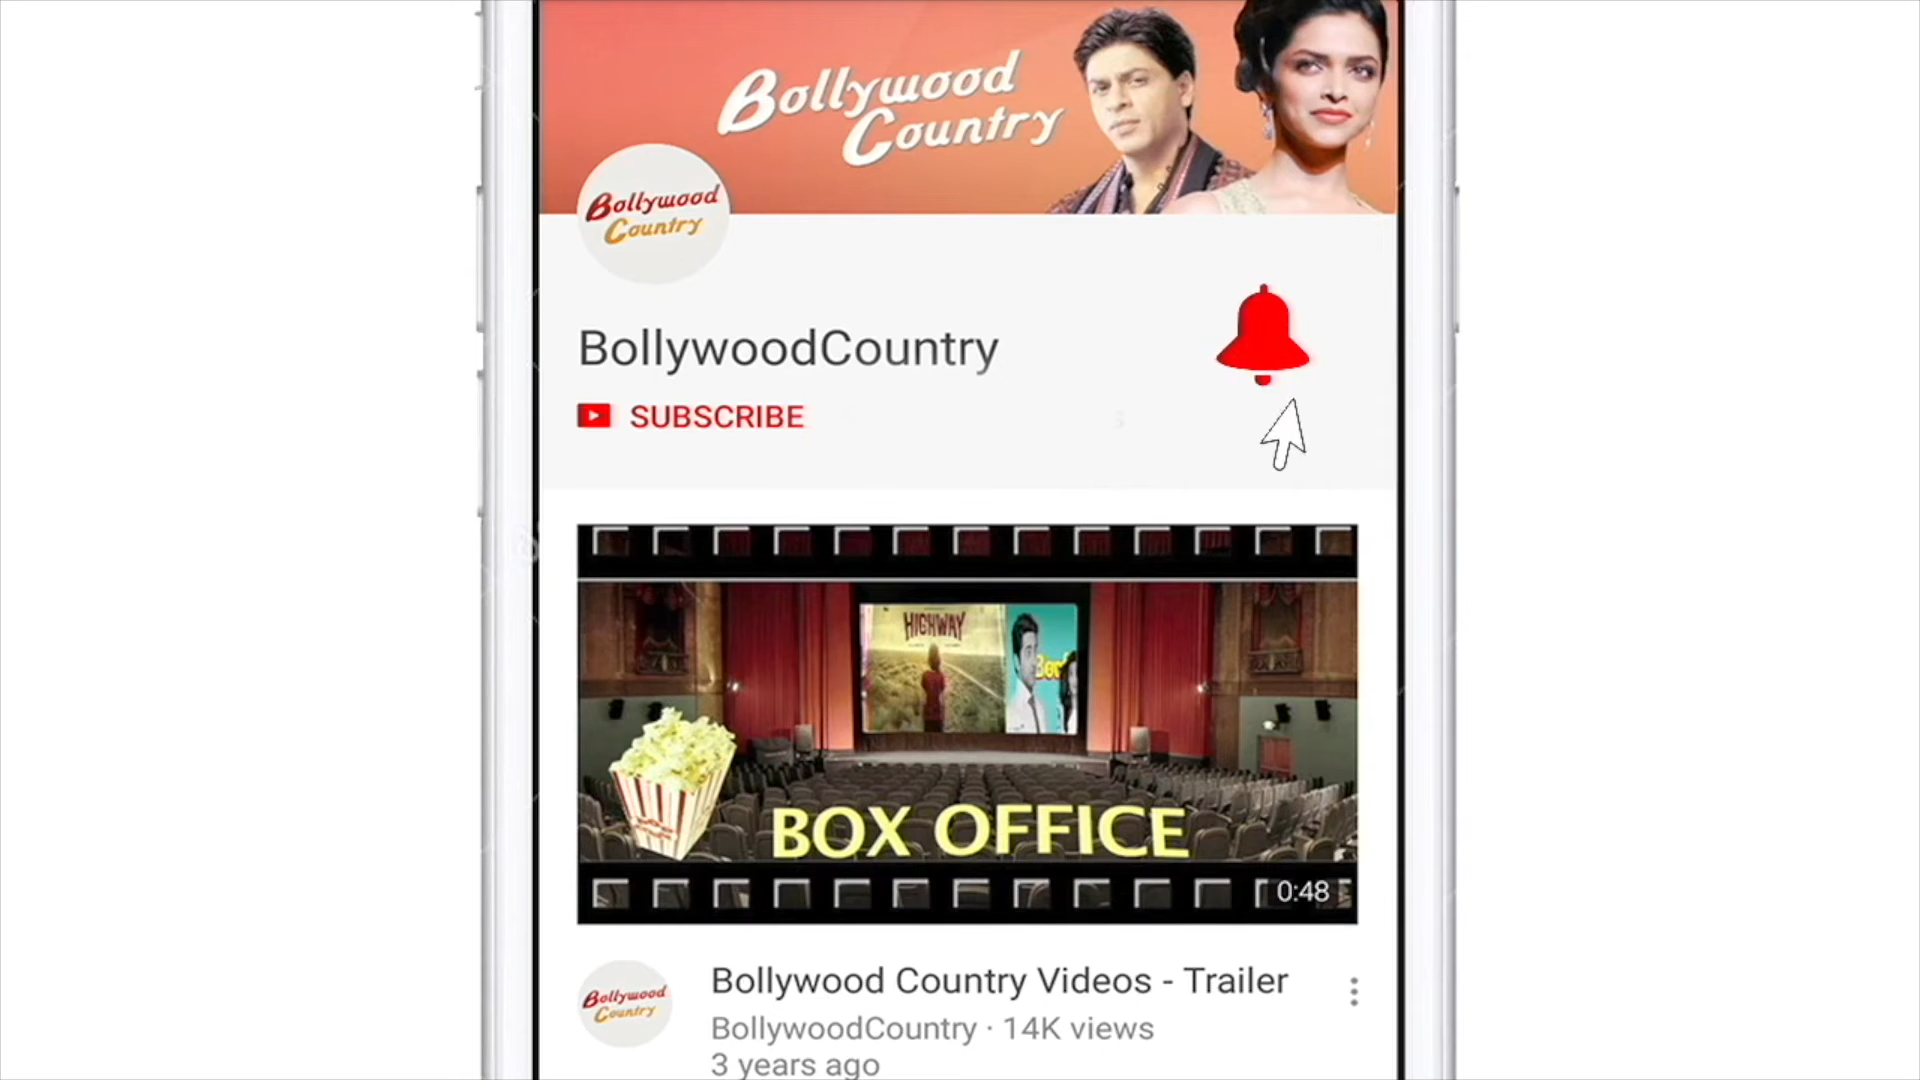 Bollywood
Country
Bollywood
Country
BollywoodCountry
SUBSCRIBE
HIGHWAY
BOX OFFICE
0:48
Bollywood
Country
Bollywood Country Videos - Trailer
BollywoodCountry · 14K views
3 years ago